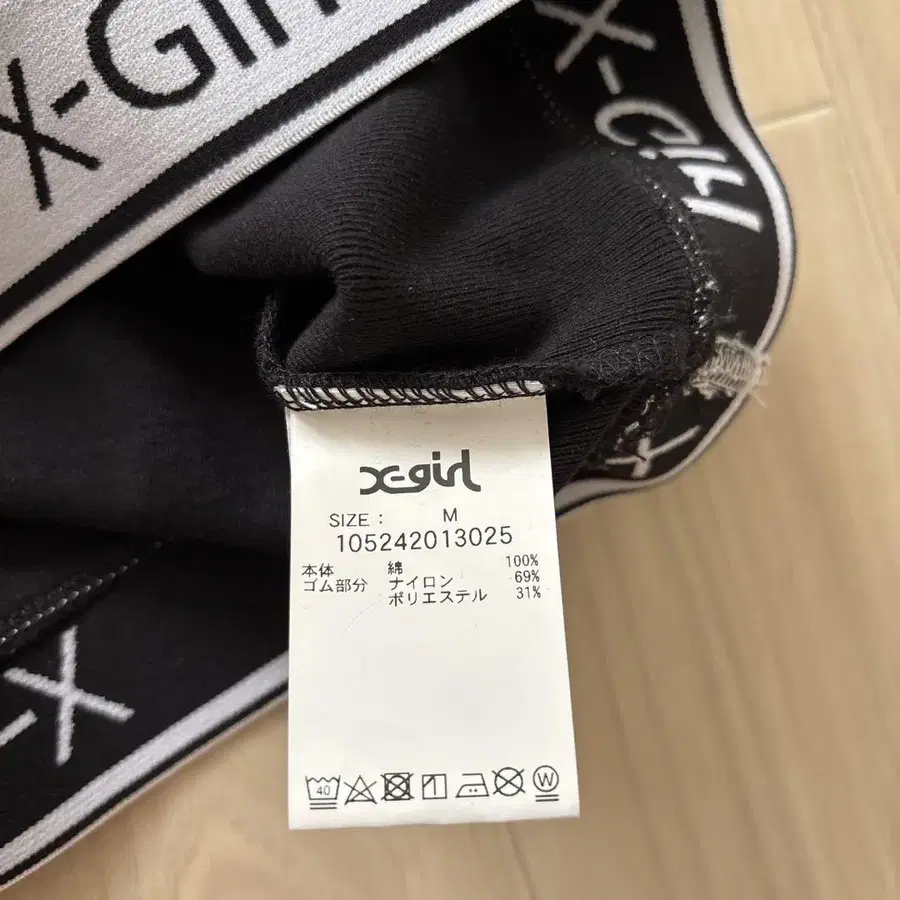 X-Girl
X-Girl
X-girl
SIZE : M
105242013025
本体 綿 100%
ゴム部分 ナイロン 69%
ポリエステル 31%
40
W
-X
X